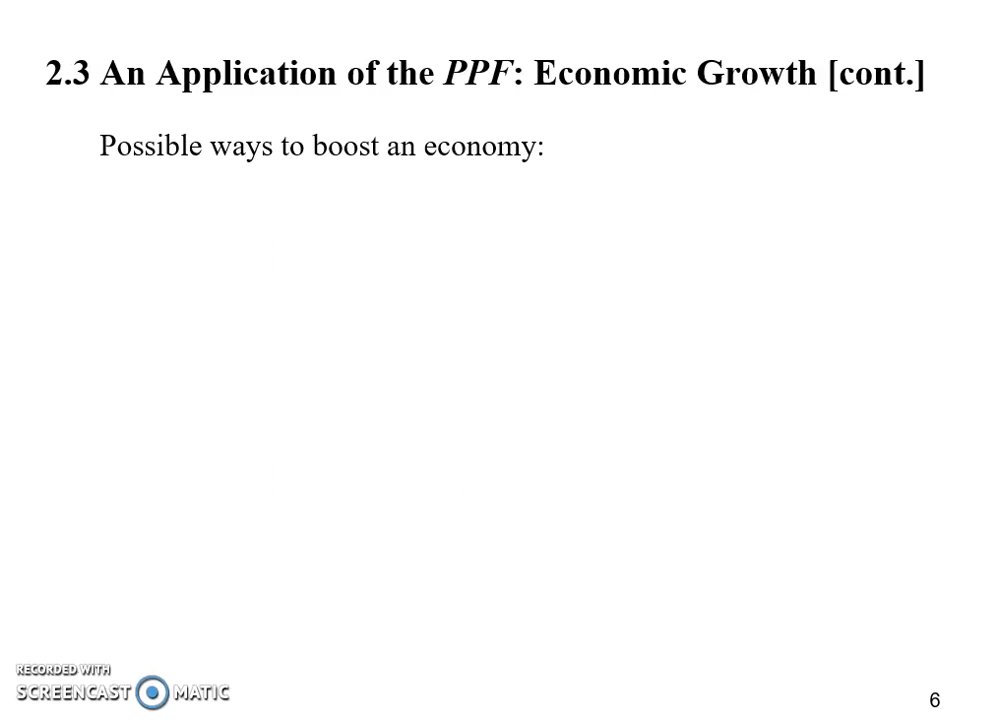 2.3 An Application of the PPF: Economic Growth [cont.]
Possible ways to boost an economy:
RECORDED WITH
SCREENCAST MATIC
6